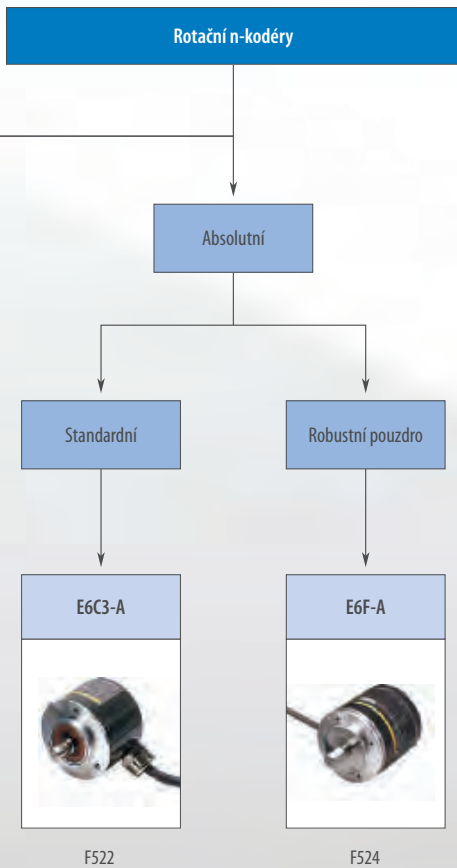 Rotační n-kodéry
Absolutní
Standardní
Robustní pouzdro
E6C3-A
E6F-A
F522
F524